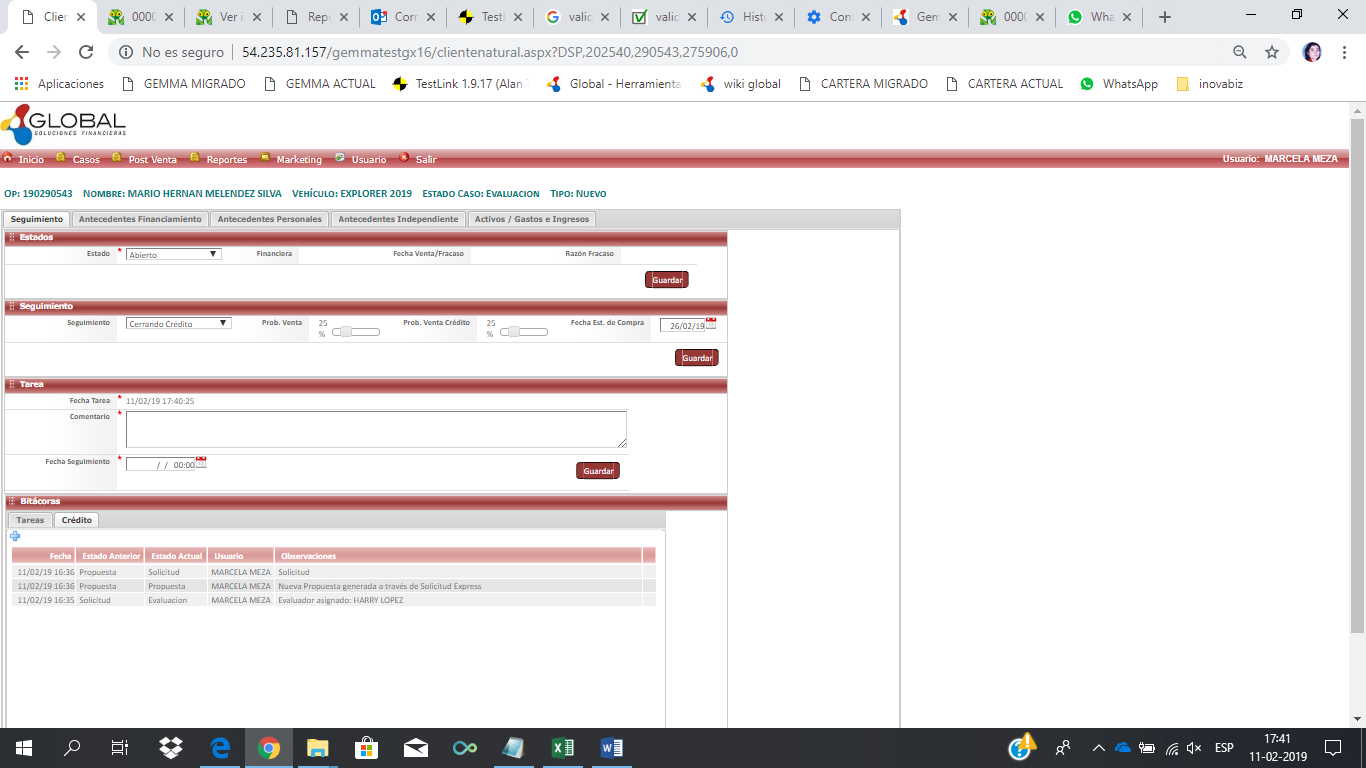 Clien 0000 Ver i Repo Corr TestL valid valid Histo Conf Gem 0000 Wha
No es seguro 54.235.81.157/gemmatestgx16/clientenatural.aspx?DSP,202540,290543,275906,0
Aplicaciones GEMMA MIGRADO GEMMA ACTUAL TestLink 1.9.17 (Alan Global - Herramienta wiki global CARTERA MIGRADO CARTERA ACTUAL WhatsApp inovabiz
GLOBAL
SOLUCIONES FINANCIERAS
Inicio Casos Post Venta Reportes Marketing Usuario Salir Usuario: MARCELA MEZA
Op: 190290543 Nombre: MARIO HERNAN MELENDEZ SILVA Vehículo: EXPLORER 2019 Estado Caso: Evaluacion Tipo: Nuevo
Seguimiento Antecedentes Financiamiento Antecedentes Personales Antecedentes Independiente Activos / Gastos e Ingresos
Estados
Estado * Abierto Financiera Fecha Venta/Fracaso Razón Fracaso
Guardar
Seguimiento
Seguimiento Cerrando Crédito Prob. Venta 25 % Prob. Venta Crédito 25 % Fecha Est. de Compra 26/02/19
Guardar
Tarea
Fecha Tarea * 11/02/19 17:40:25
Comentario *
Fecha Seguimiento * / / 00:00
Guardar
Bitácoras
Tareas Crédito
Fecha Estado Anterior Estado Actual Usuario Observaciones
11/02/19 16:36 Propuesta Solicitud MARCELA MEZA Solicitud
11/02/19 16:36 Propuesta Propuesta MARCELA MEZA Nueva Propuesta generada a través de Solicitud Express
11/02/19 16:35 Solicitud Evaluacion MARCELA MEZA Evaluador asignado: HARRY LOPEZ
ESP 17:41
11-02-2019